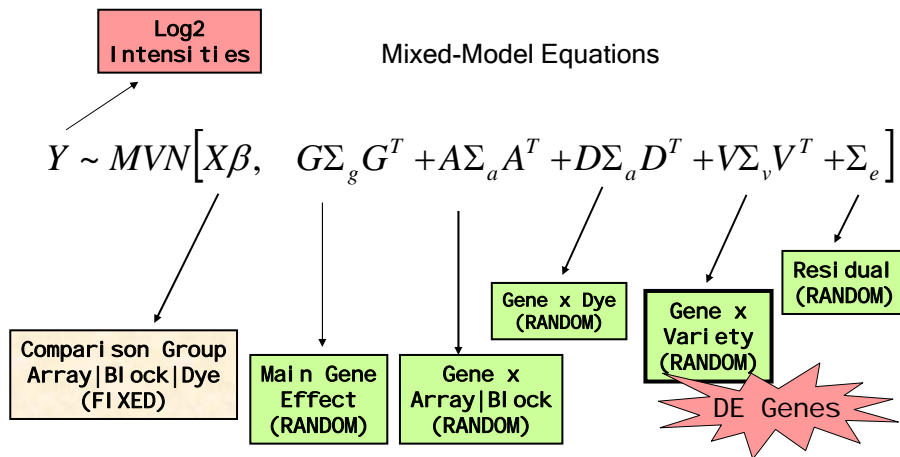 Log2
Intensities
Mixed-Model Equations
Y ~ MVN[Xβ, GΣ_gG^T +AΣ_aA^T +DΣ_aD^T +VΣ_vV^T +Σ_e]
Comparison Group
Array|Block|Dye
(FIXED)
Main Gene
Effect
(RANDOM)
Gene x
Array|Block
(RANDOM)
Gene x Dye
(RANDOM)
Gene x
Variety
(RANDOM)
Residual
(RANDOM)
DE Genes